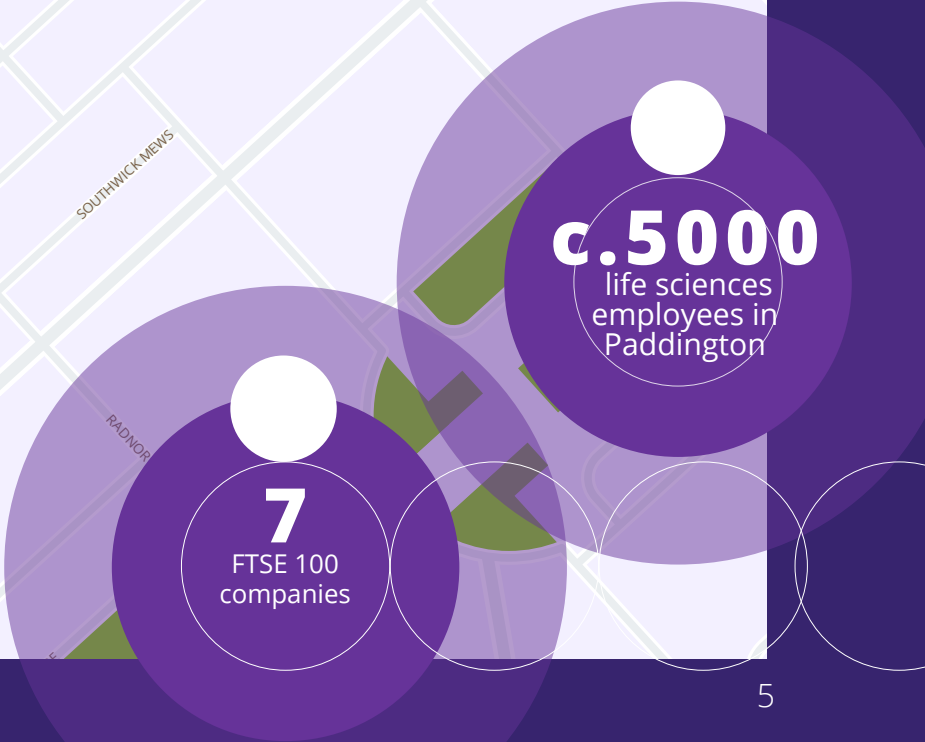 SOUTHWICK MEWS
c.5000
life sciences
employees in
Paddington
RADNOR
7
FTSE 100
companies
5